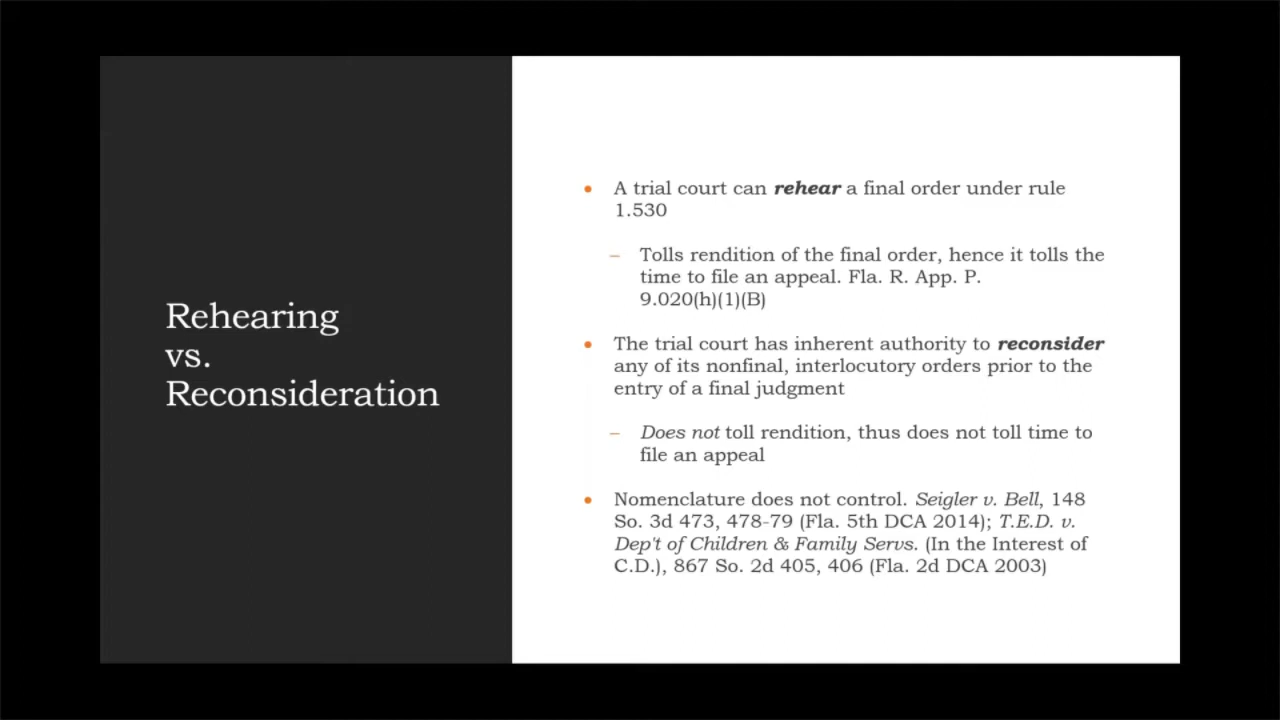 Rehearing
vs.
Reconsideration
• A trial court can rehear a final order under rule
1.530
– Tolls rendition of the final order, hence it tolls the
time to file an appeal. Fla. R. App. P.
9.020(h)(1)(B)
• The trial court has inherent authority to reconsider
any of its nonfinal, interlocutory orders prior to the
entry of a final judgment
– Does not toll rendition, thus does not toll time to
file an appeal
• Nomenclature does not control. Seigler v. Bell, 148
So. 3d 473, 478-79 (Fla. 5th DCA 2014); T.E.D. v.
Dep't of Children & Family Servs. (In the Interest of
C.D.), 867 So. 2d 405, 406 (Fla. 2d DCA 2003)